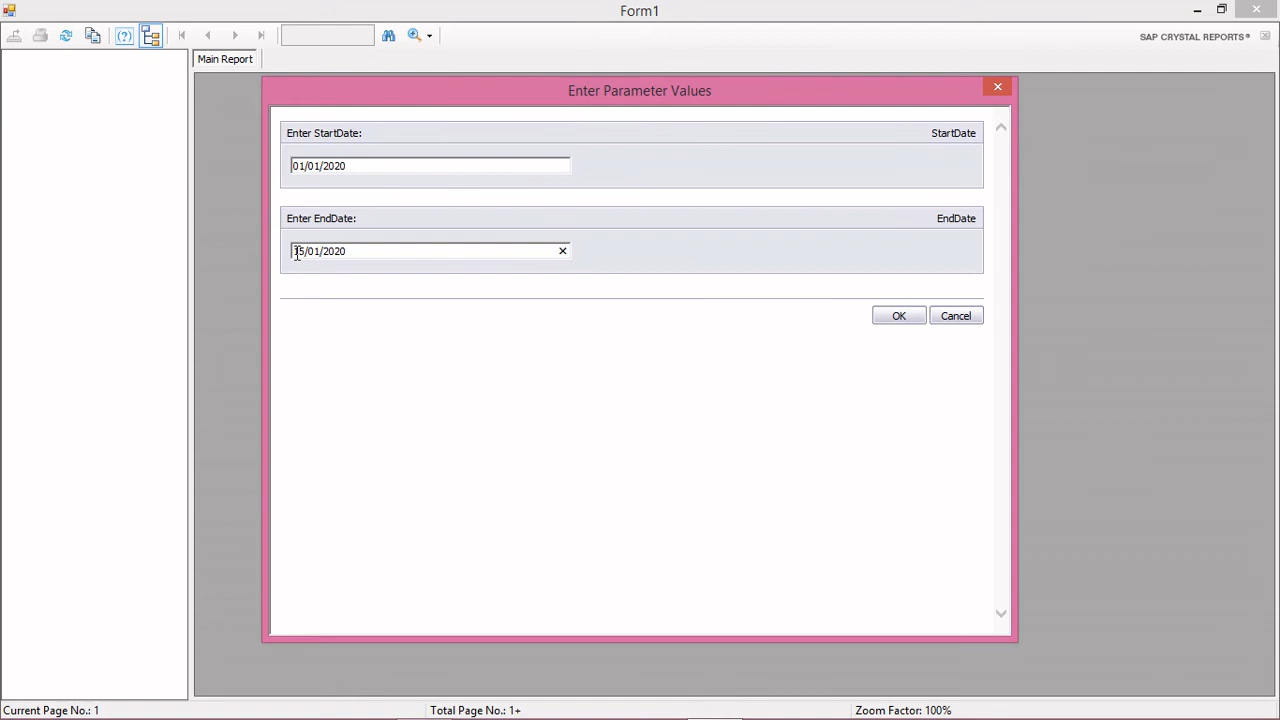 Form1
SAP CRYSTAL REPORTS®
Main Report
Enter Parameter Values
Enter StartDate: StartDate
01/01/2020
Enter EndDate: EndDate
15/01/2020
OK Cancel
Current Page No.: 1 Total Page No.: 1+ Zoom Factor: 100%